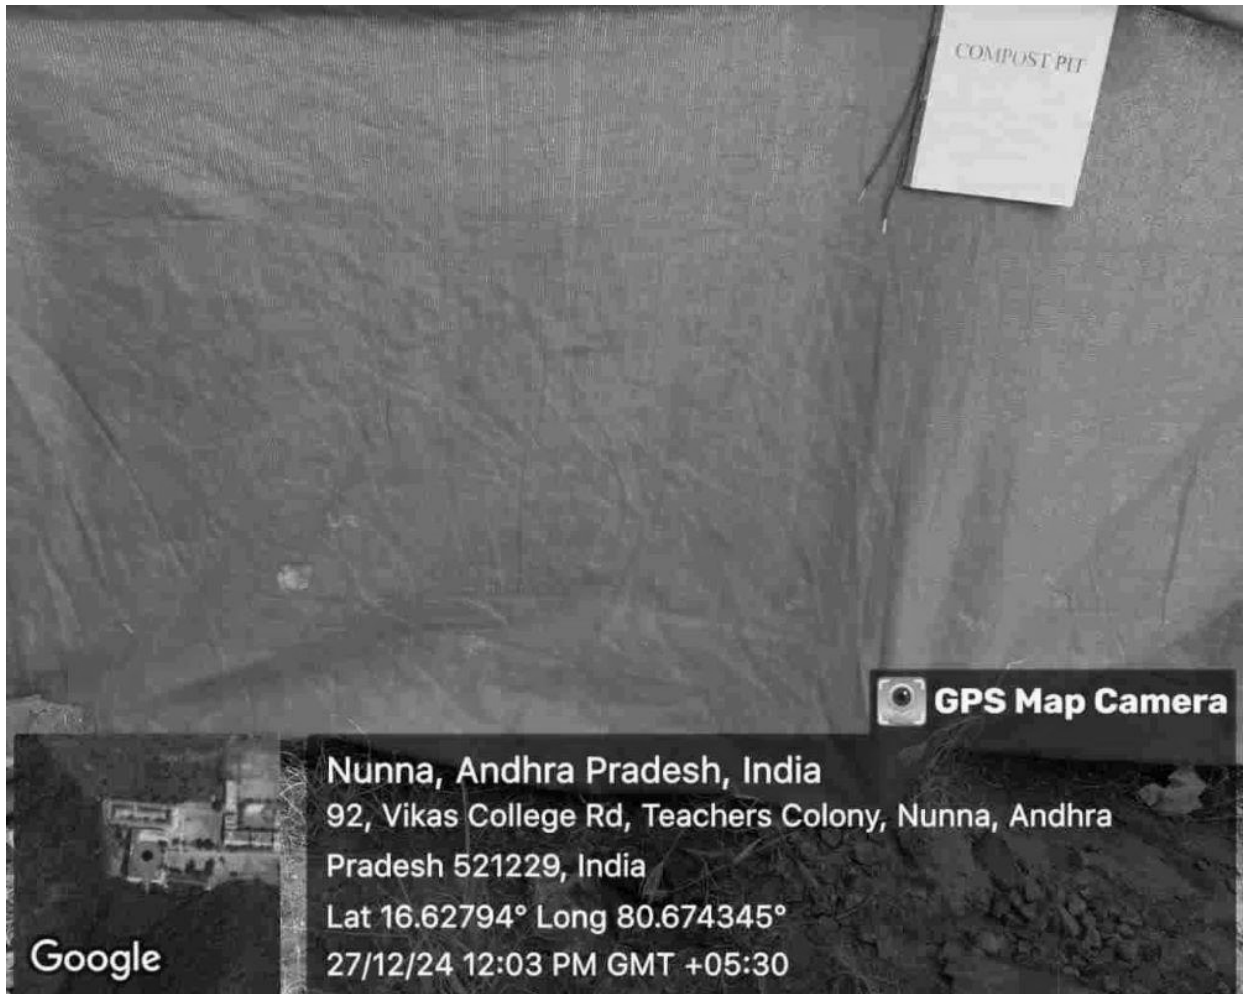 COMPOST PIT
GPS Map Camera
Nunna, Andhra Pradesh, India
92, Vikas College Rd, Teachers Colony, Nunna, Andhra
Pradesh 521229, India
Lat 16.62794° Long 80.674345°
27/12/24 12:03 PM GMT +05:30
Google